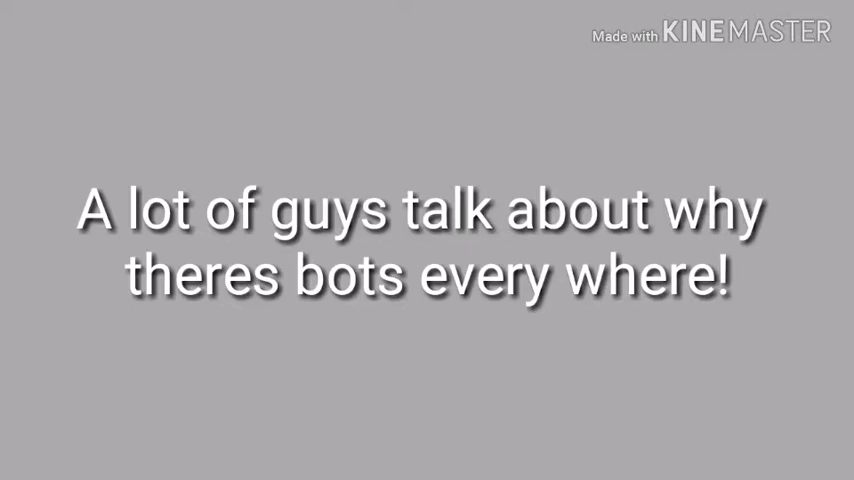 Made with KINEMASTER
A lot of guys talk about why
theres bots every where!